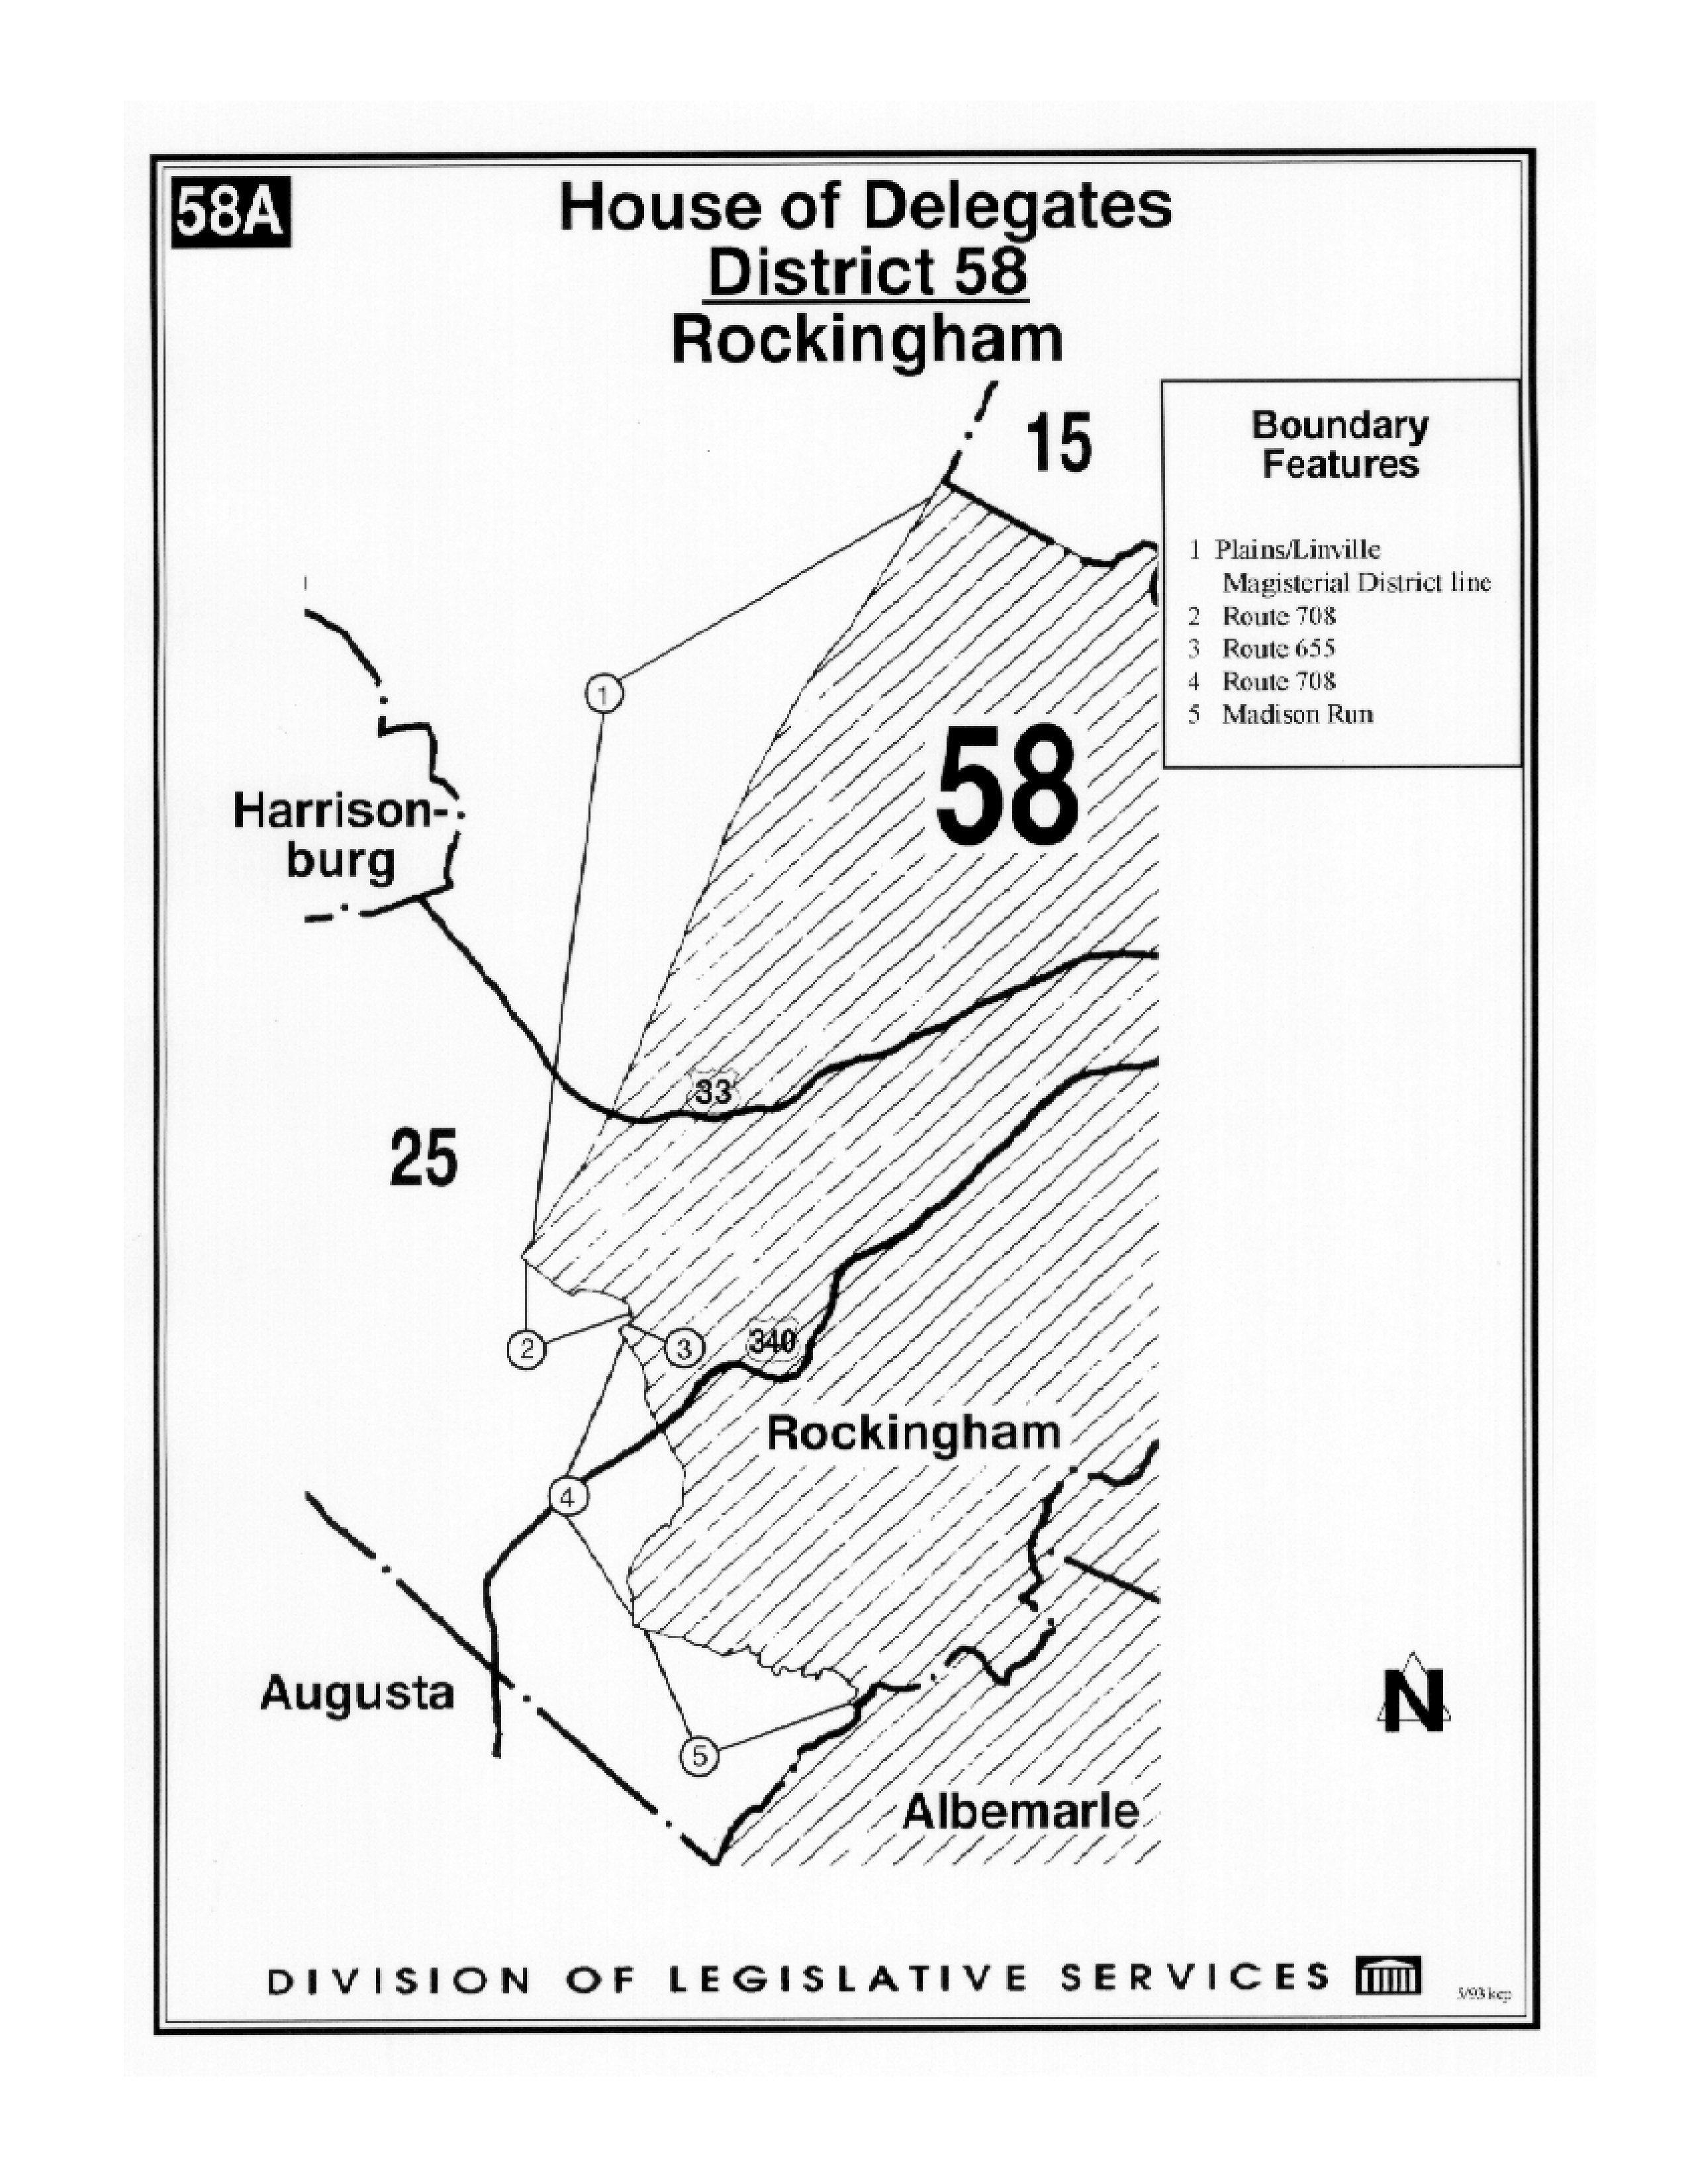 58A
House of Delegates
District 58
Rockingham
15
Boundary
Features
1 Plains/Linville
Magisterial District line
2 Route 708
3 Route 655
4 Route 708
5 Madison Run
1
58
Harrison-
burg
33
25
2
3
340
Rockingham
4
Augusta
N
5
Albemarle
DIVISION OF LEGISLATIVE SERVICES
5/93 kcp